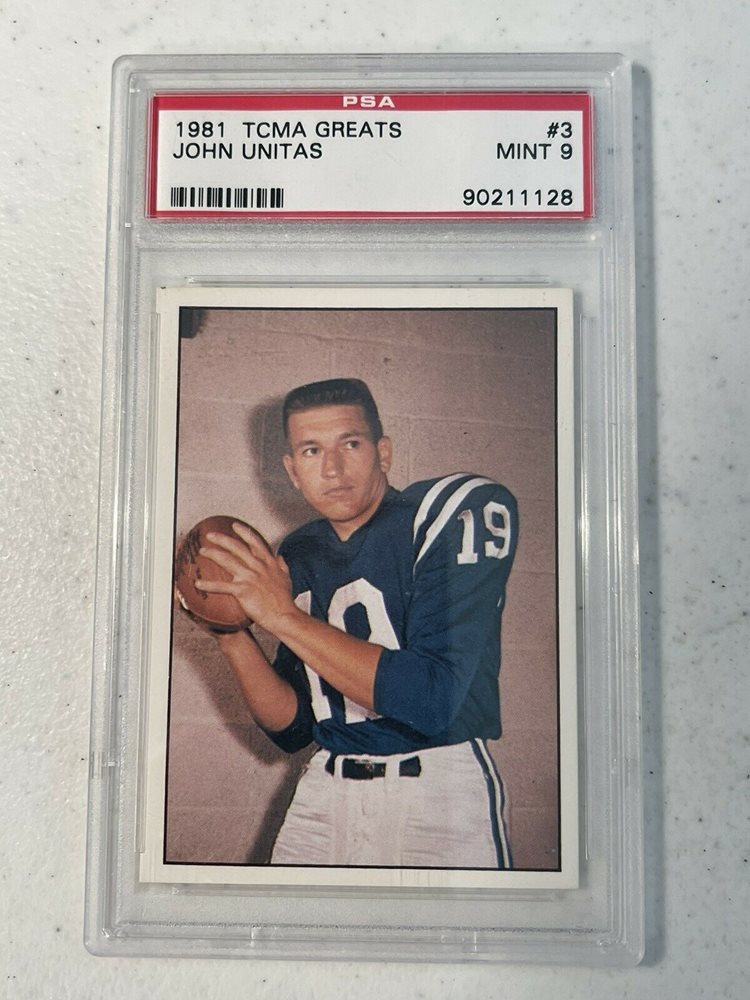 PSA
1981 TCMA GREATS #3
JOHN UNITAS MINT 9
90211128
19
19